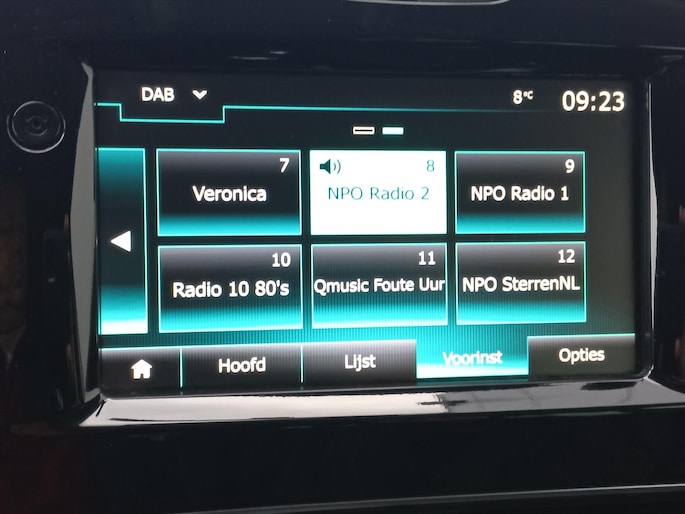 DAB
8°C
09:23
7
Veronica
8
NPO Radio 2
9
NPO Radio 1
10
Radio 10 80's
11
Qmusic Foute Uur
12
NPO SterrenNL
Hoofd
Lijst
Voorinst
Opties